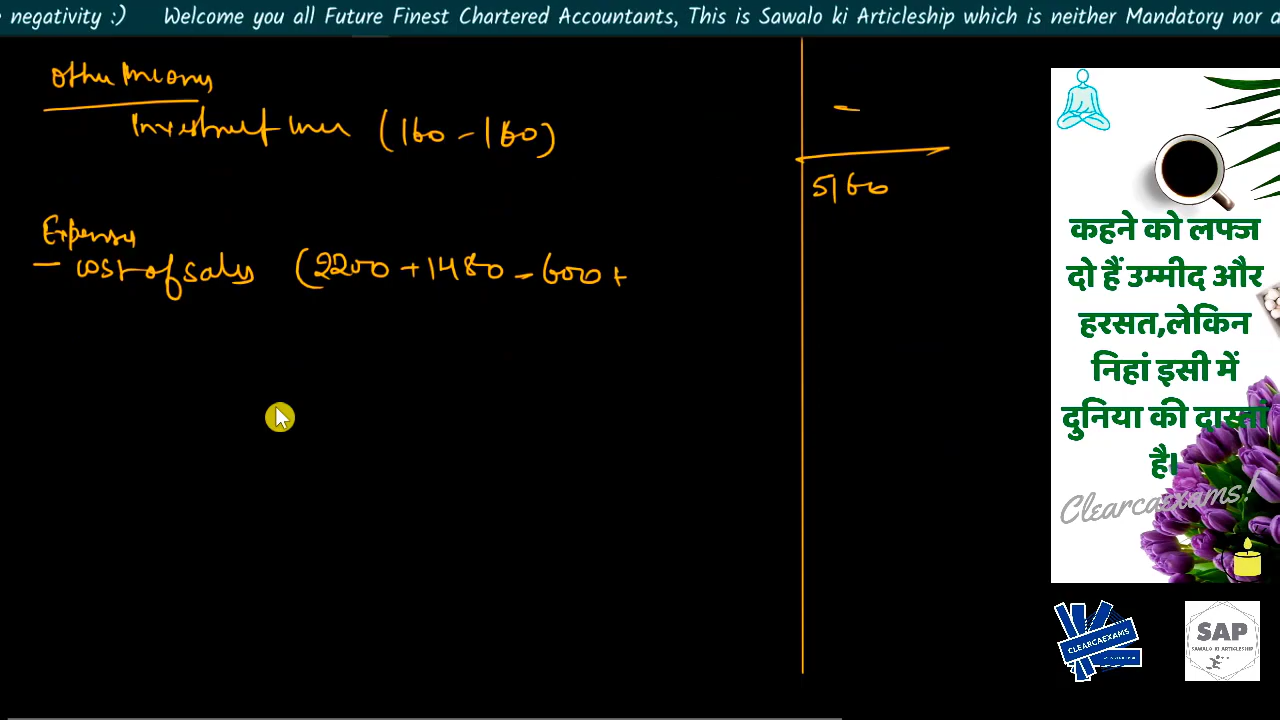 negativity :) Welcome you all Future Finest Chartered Accountants, This is Sawalo ki Articleship which is neither Mandatory nor d
Other Incomes
Investment Inc (160 - 160)
-
5160
Expenses
- cost of sales (2200 + 1480 - 600 +
कहने को लफ्ज
दो हैं उम्मीद और
हसरत,लेकिन
निहां इसी में
दुनिया की दास्तां
है।
Clearcaexams!
CLEARCAEXAMS
SAP
SAWALO KI ARTICLESHIP